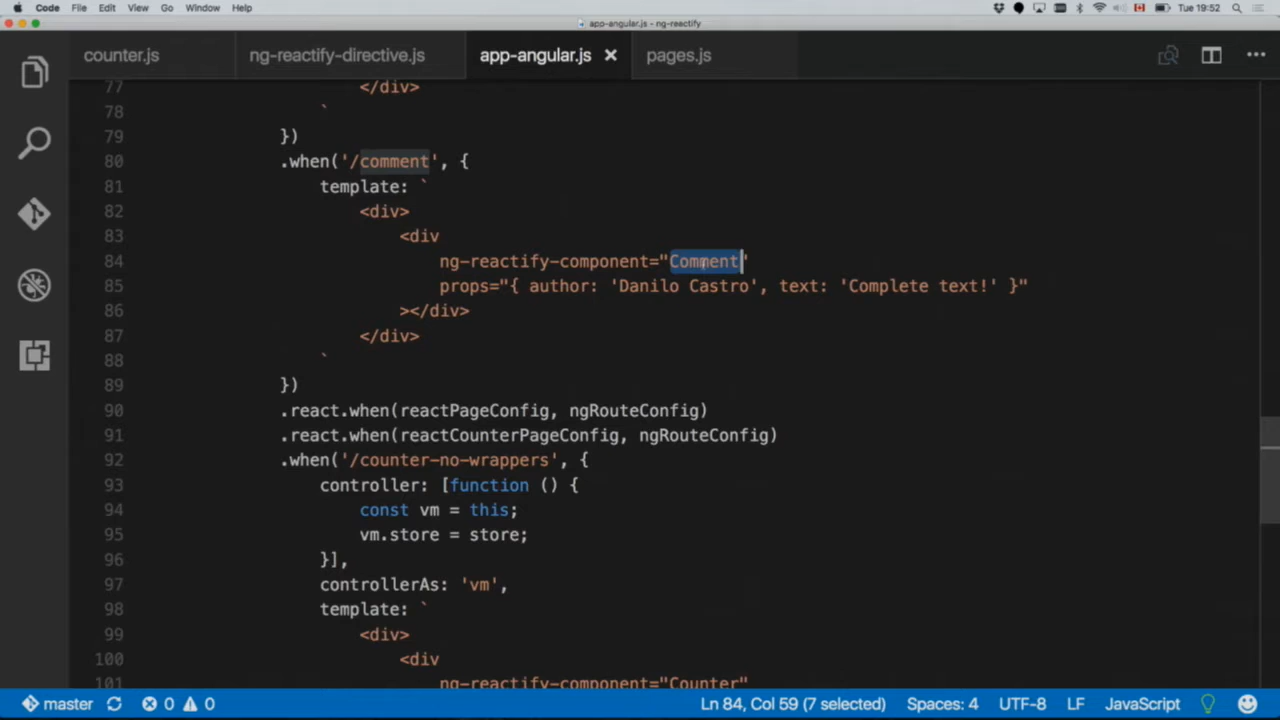 Code File Edit View Go Window Help Tue 19:52
app-angular.js - ng-reactify
counter.js ng-reactify-directive.js app-angular.js pages.js
77 </div>
78 `
79 })
80 .when('/comment', {
81 template: `
82 <div>
83 <div
84 ng-reactify-component="Comment"
85 props="{ author: 'Danilo Castro', text: 'Complete text!' }"
86 ></div>
87 </div>
88 `
89 })
90 .react.when(reactPageConfig, ngRouteConfig)
91 .react.when(reactCounterPageConfig, ngRouteConfig)
92 .when('/counter-no-wrappers', {
93 controller: [function () {
94 const vm = this;
95 vm.store = store;
96 }],
97 controllerAs: 'vm',
98 template: `
99 <div>
100 <div
101 ng-reactify-component="Counter"
master 0 0 Ln 84, Col 59 (7 selected) Spaces: 4 UTF-8 LF JavaScript